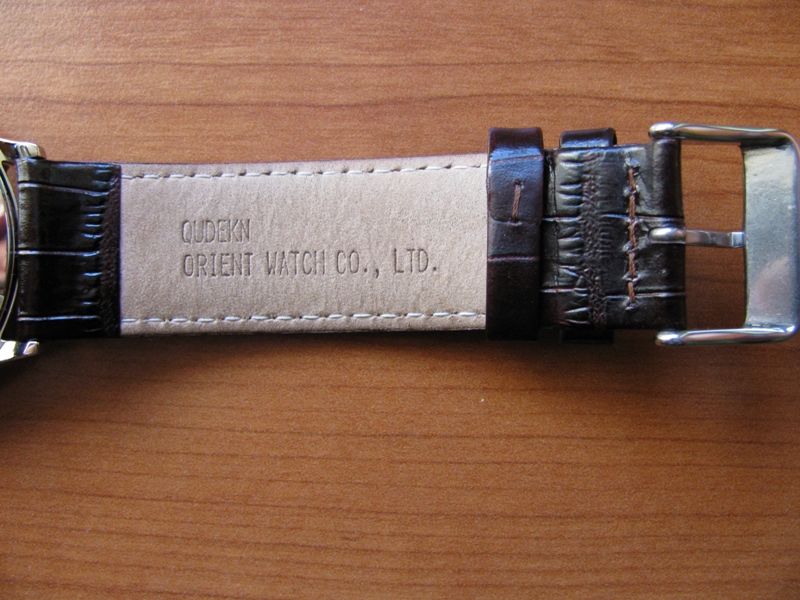 QUDEKN
ORIENT WATCH CO., LTD.